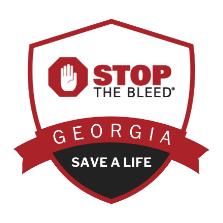 STOP
THE BLEED®
GEORGIA
SAVE A LIFE